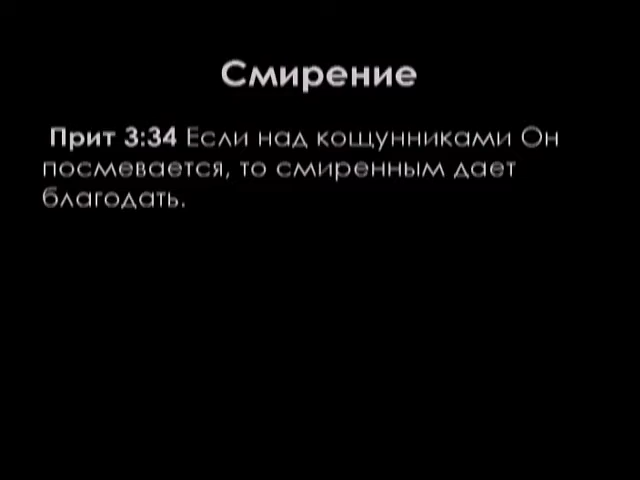 Смирение
Прит 3:34 Если над кощунниками Он
посмевается, то смиренным дает
благодать.